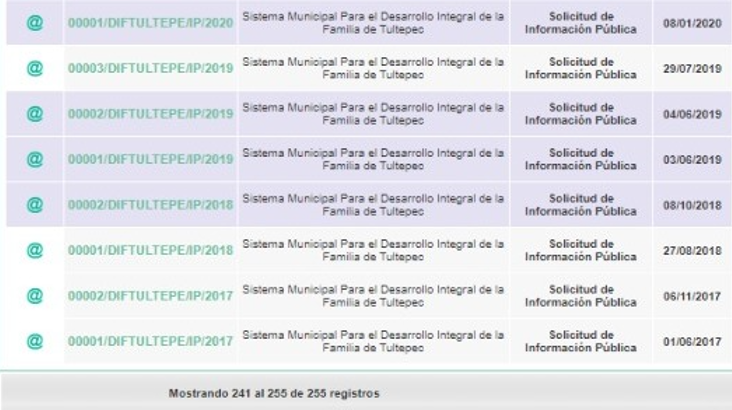 @ 00001/DIFTULTEPE/IP/2020 Sistema Municipal Para el Desarrollo Integral de la Familia de Tultepec Solicitud de Información Pública 08/01/2020
@ 00003/DIFTULTEPE/IP/2019 Sistema Municipal Para el Desarrollo Integral de la Familia de Tultepec Solicitud de Información Pública 29/07/2019
@ 00002/DIFTULTEPE/IP/2019 Sistema Municipal Para el Desarrollo Integral de la Familia de Tultepec Solicitud de Información Pública 04/06/2019
@ 00001/DIFTULTEPE/IP/2019 Sistema Municipal Para el Desarrollo Integral de la Familia de Tultepec Solicitud de Información Pública 03/06/2019
@ 00002/DIFTULTEPE/IP/2018 Sistema Municipal Para el Desarrollo Integral de la Familia de Tultepec Solicitud de Información Pública 08/10/2018
@ 00001/DIFTULTEPE/IP/2018 Sistema Municipal Para el Desarrollo Integral de la Familia de Tultepec Solicitud de Información Pública 27/08/2018
@ 00002/DIFTULTEPE/IP/2017 Sistema Municipal Para el Desarrollo Integral de la Familia de Tultepec Solicitud de Información Pública 06/11/2017
@ 00001/DIFTULTEPE/IP/2017 Sistema Municipal Para el Desarrollo Integral de la Familia de Tultepec Solicitud de Información Pública 01/06/2017
Mostrando 241 al 255 de 255 registros